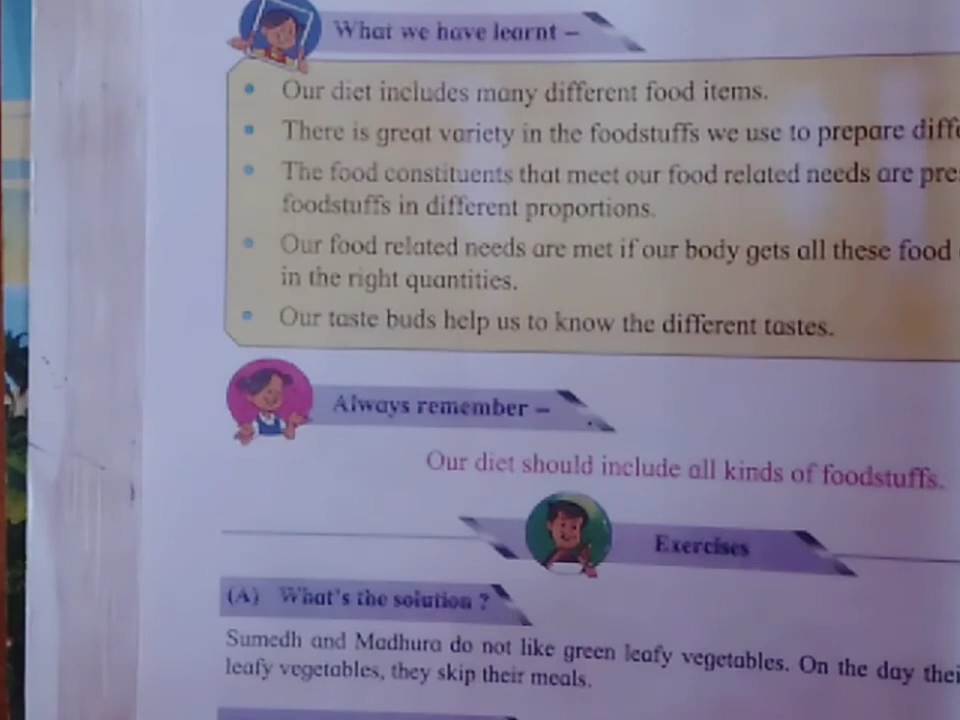 What we have learnt –
• Our diet includes many different food items.
• There is great variety in the foodstuffs we use to prepare
• The food constituents that meet our food related needs are
foodstuffs in different proportions.
• Our food related needs are met if our body gets all these food
in the right quantities.
• Our taste buds help us to know the different tastes.
Always remember –
Our diet should include all kinds of foodstuffs.
Exercises
(A) What's the solution ?
Sumedh and Madhura do not like green leafy vegetables. On the day
leafy vegetables, they skip their meals.